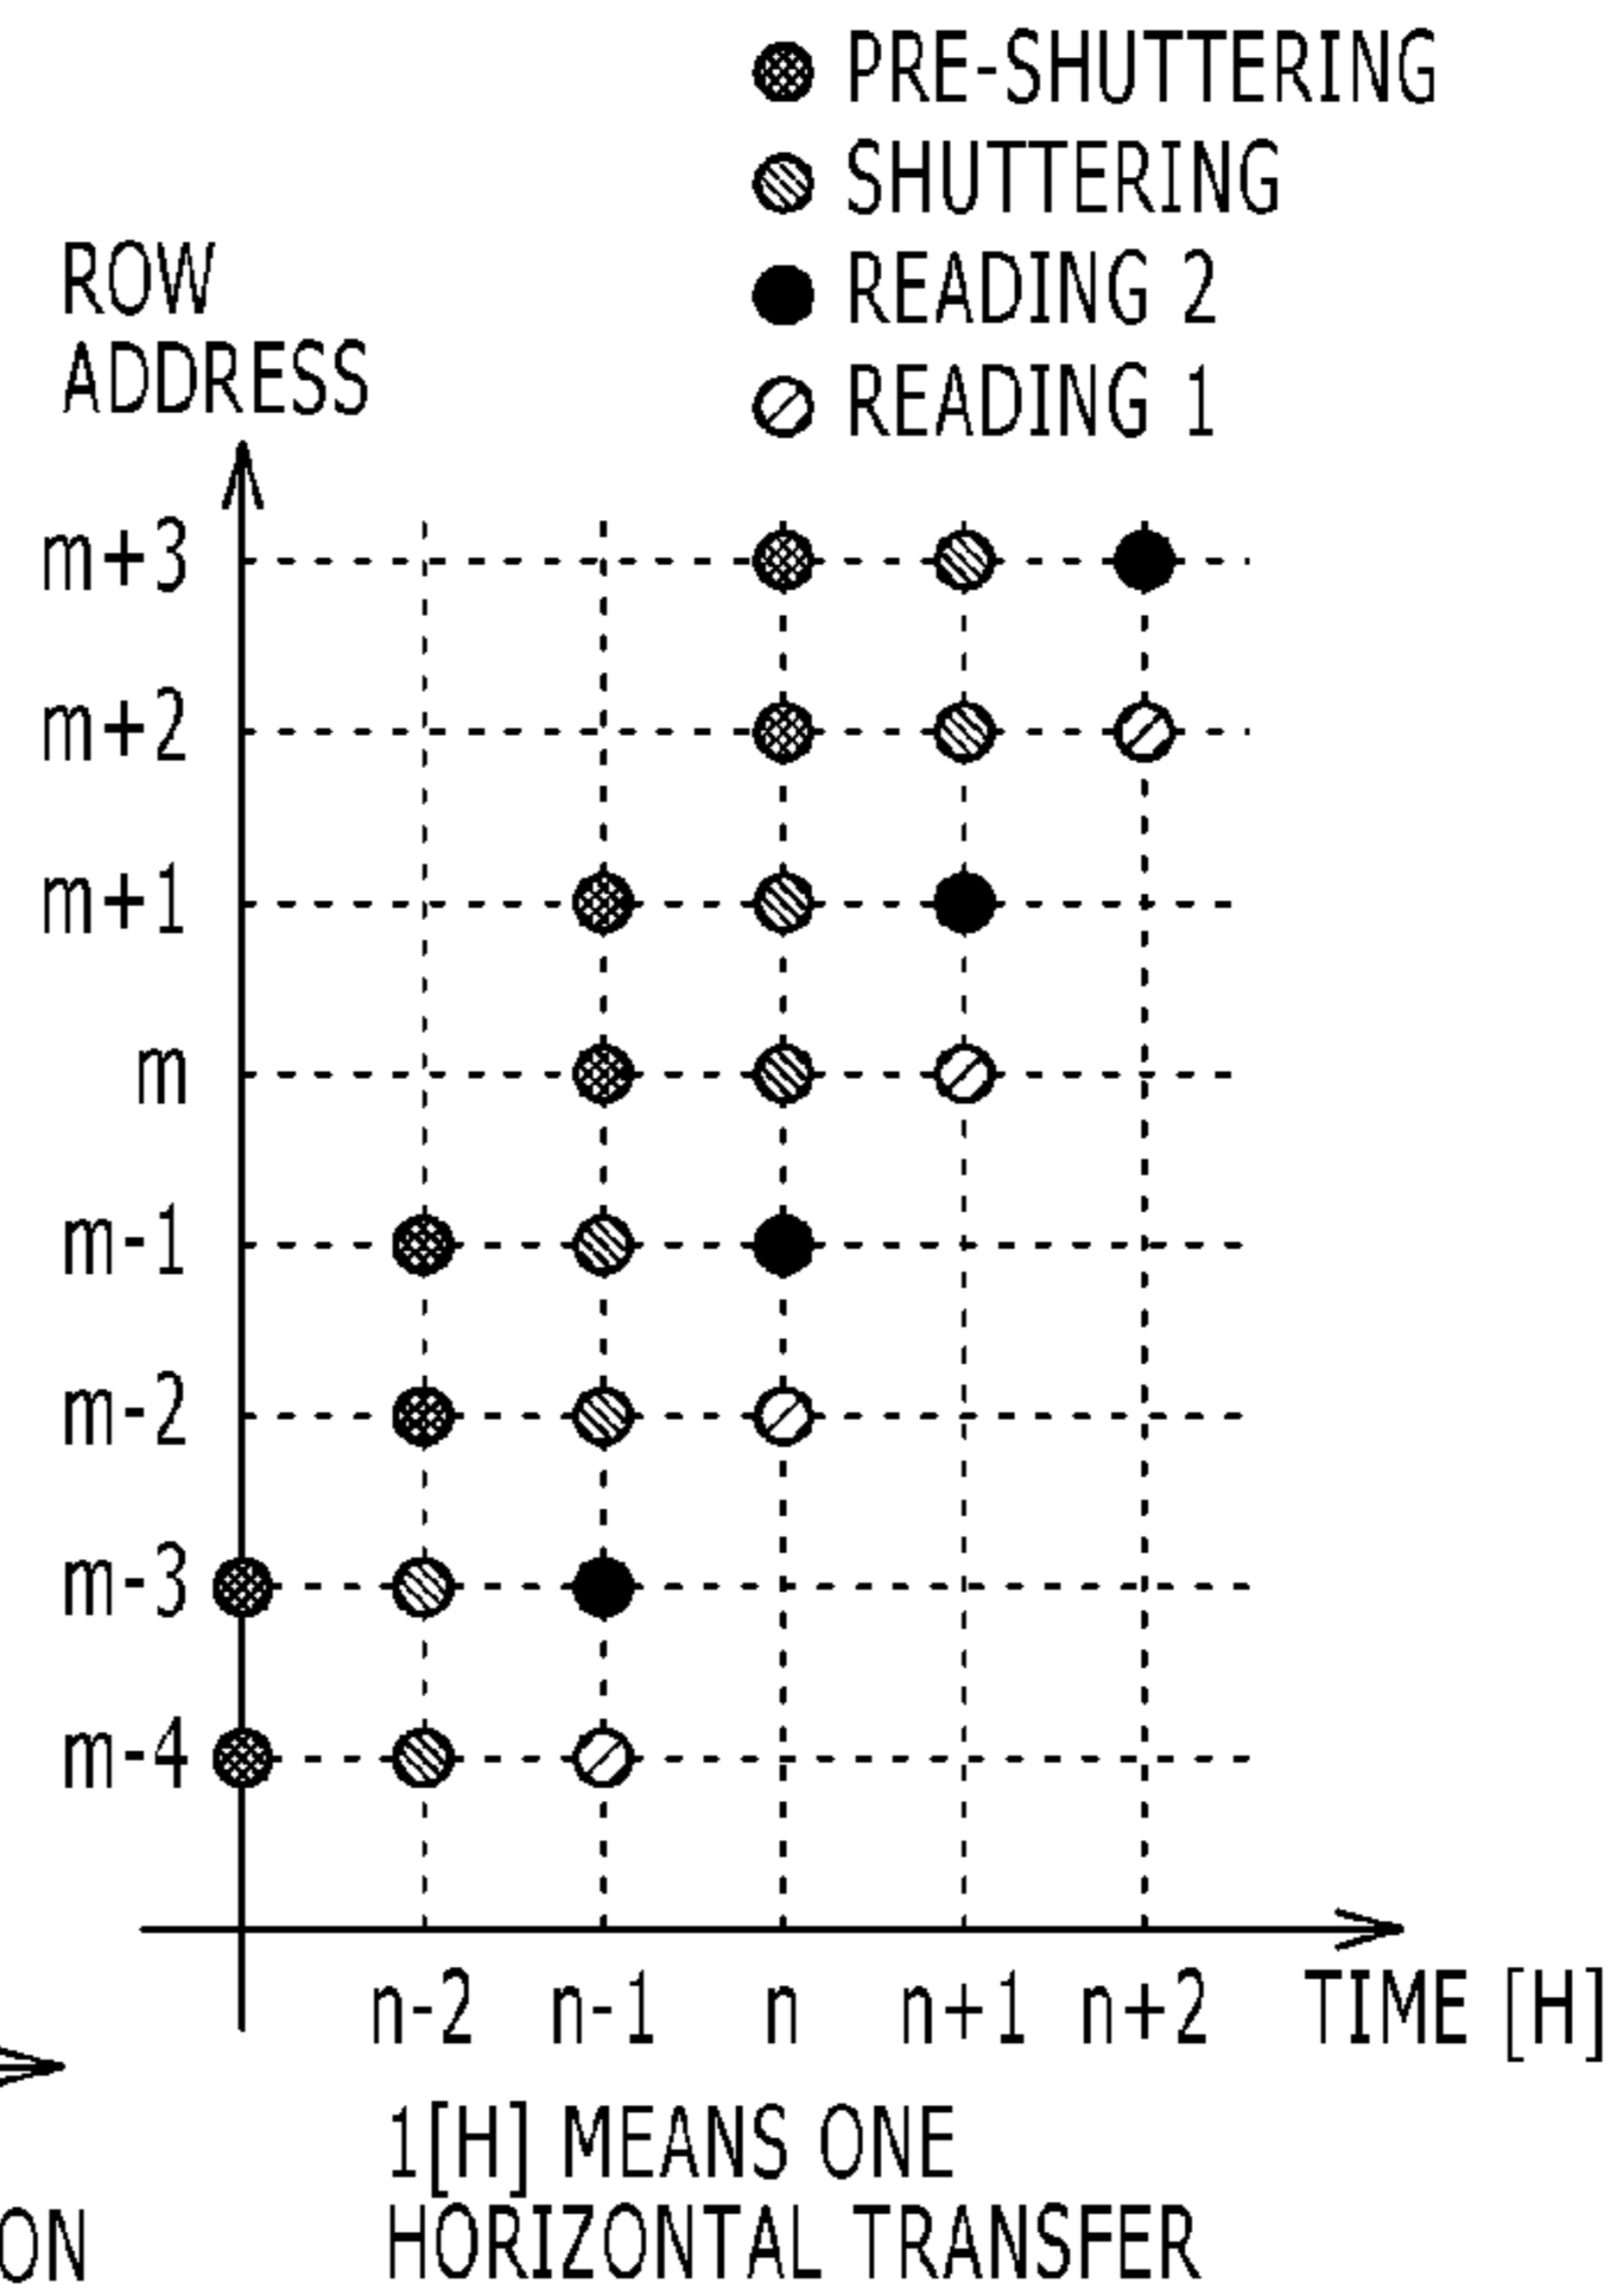 PRE-SHUTTERING
SHUTTERING
READING 2
READING 1
ROW
ADDRESS
m+3
m+2
m+1
m
m-1
m-2
m-3
m-4
n-2 n-1 n n+1 n+2 TIME [H]
1[H] MEANS ONE
HORIZONTAL TRANSFER
ON